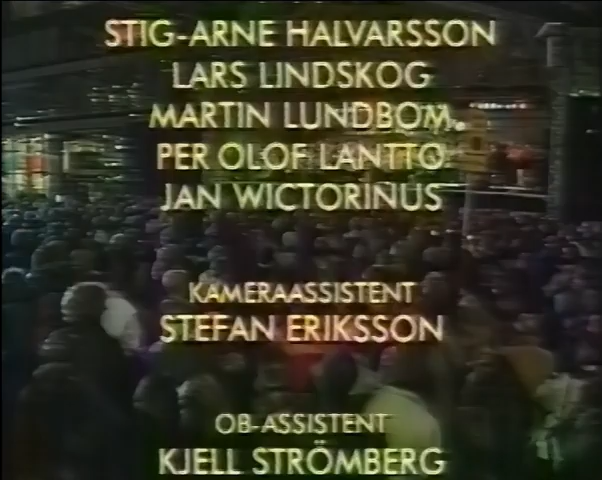 STIG-ARNE HALVARSSON
LARS LINDSKOG
MARTIN LUNDBOM
PER OLOF LANTTO
JAN WICTORINUS
KAMERAASSISTENT
STEFAN ERIKSSON
OB-ASSISTENT
KJELL STRÖMBERG